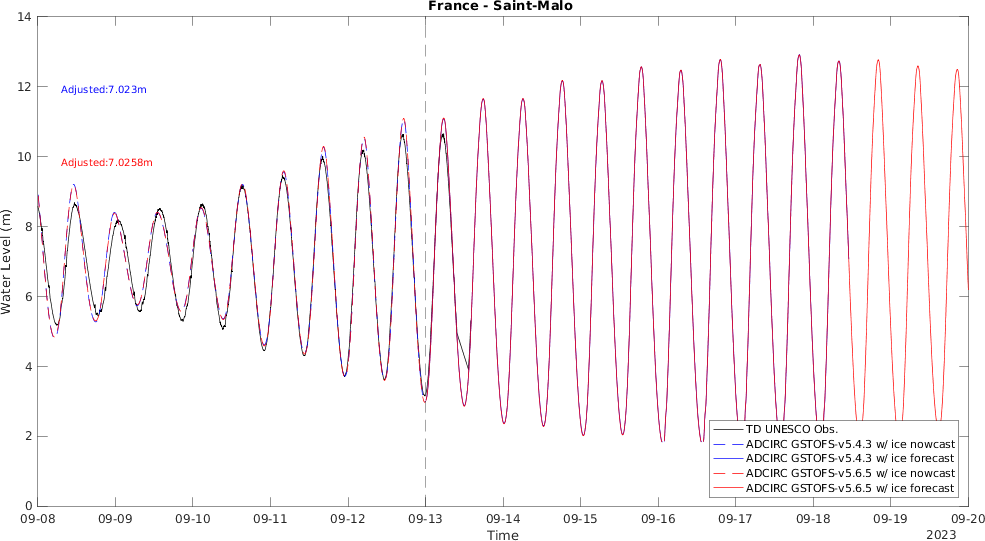 France - Saint-Malo
14
12
10
8
6
4
2
0
Water Level (m)
Adjusted:7.023m
Adjusted:7.0258m
TD UNESCO Obs.
ADCIRC GSTOFS-v5.4.3 w/ ice nowcast
ADCIRC GSTOFS-v5.4.3 w/ ice forecast
ADCIRC GSTOFS-v5.6.5 w/ ice nowcast
ADCIRC GSTOFS-v5.6.5 w/ ice forecast
09-08 09-09 09-10 09-11 09-12 09-13 09-14 09-15 09-16 09-17 09-18 09-19 09-20
2023
Time